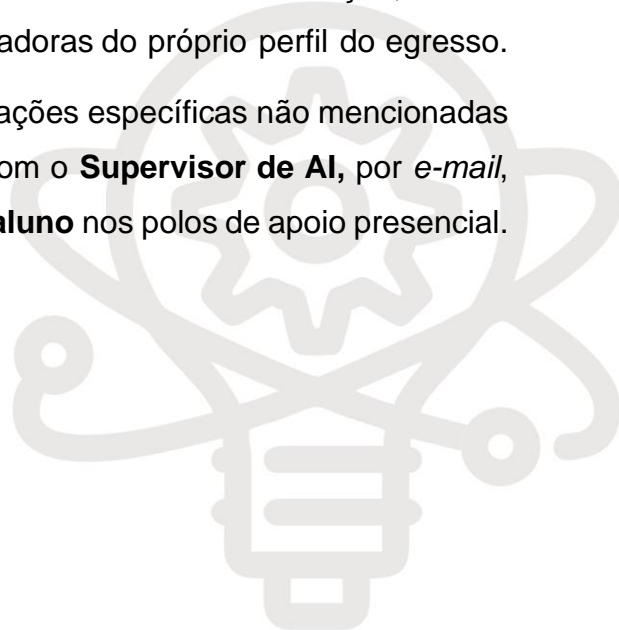 adoras do próprio perfil do egresso.
ações específicas não mencionadas
om o Supervisor de AI, por e-mail,
aluno nos polos de apoio presencial.